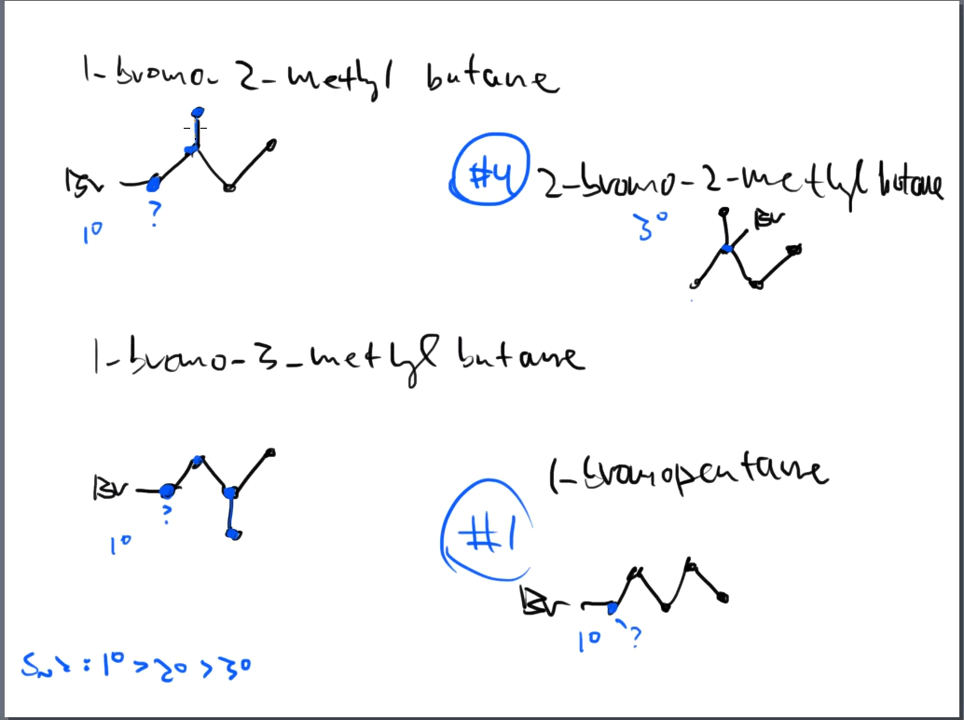 1-bromo-2-methyl butane
Br
1°
?
#4
2-bromo-2-methyl butane
3°
Br
1-bromo-3-methyl butane
Br
?
1°
1-bromopentane
#1
Br
1°
?
SN2: 1° > 2° > 3°